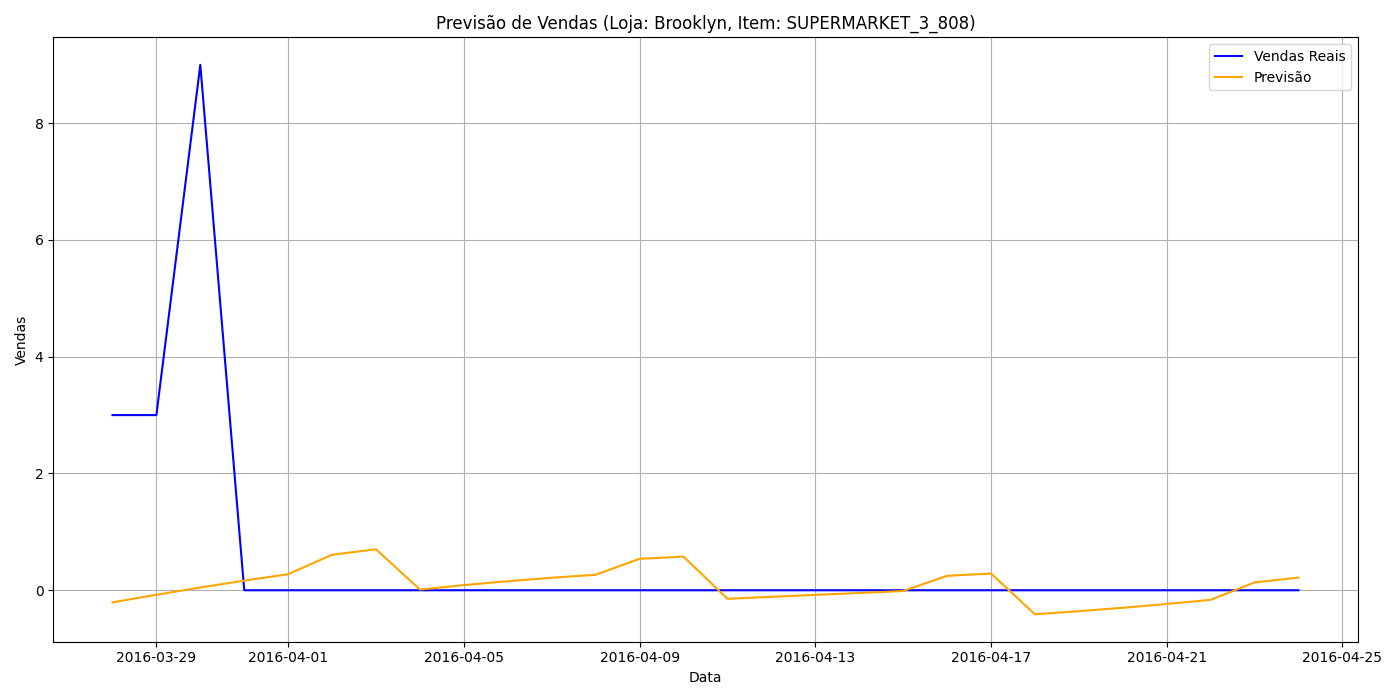 Previsão de Vendas (Loja: Brooklyn, Item: SUPERMARKET_3_808)
Vendas Reais
Previsão
8
6
4
2
0
Vendas
2016-03-29 2016-04-01 2016-04-05 2016-04-09 2016-04-13 2016-04-17 2016-04-21 2016-04-25
Data